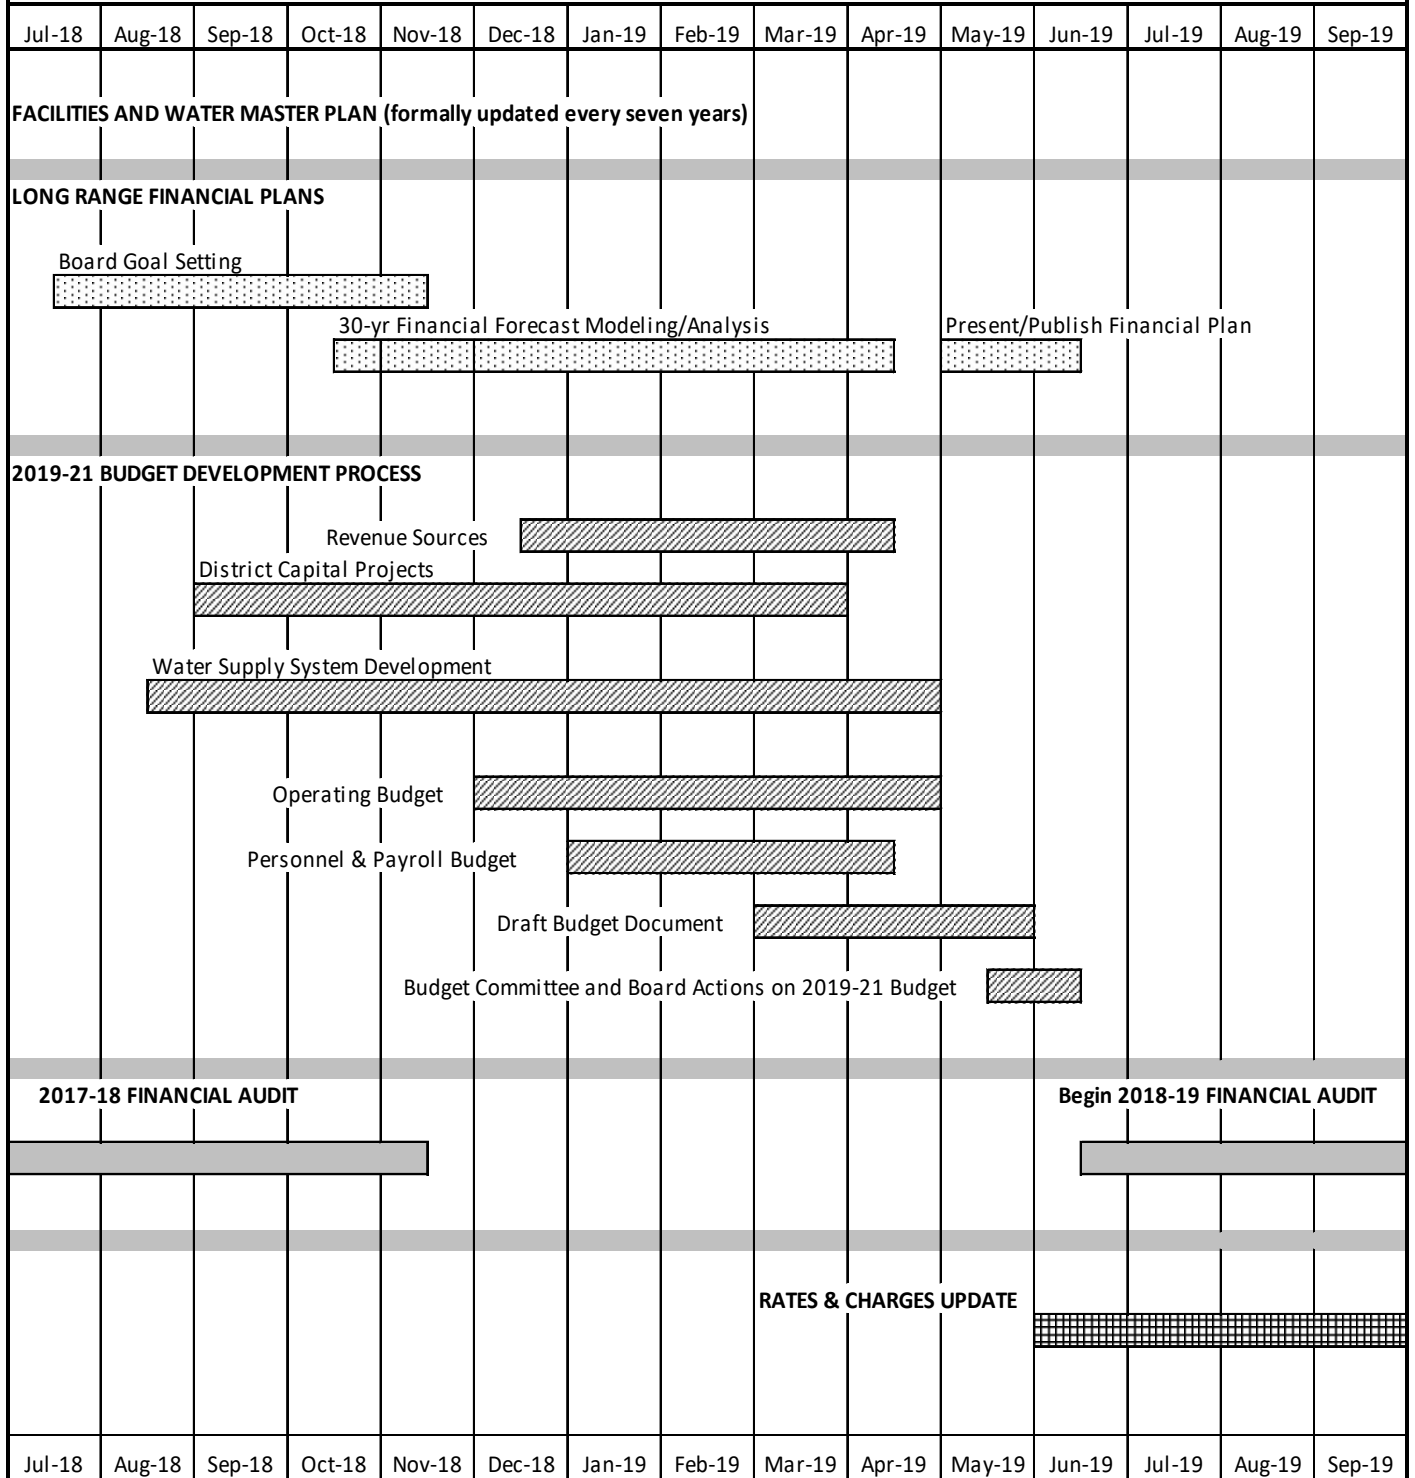 Jul-18 Aug-18 Sep-18 Oct-18 Nov-18 Dec-18 Jan-19 Feb-19 Mar-19 Apr-19 May-19 Jun-19 Jul-19 Aug-19 Sep-19
FACILITIES AND WATER MASTER PLAN (formally updated every seven years)
LONG RANGE FINANCIAL PLANS
Board Goal Setting
30-yr Financial Forecast Modeling/Analysis Present/Publish Financial Plan
2019-21 BUDGET DEVELOPMENT PROCESS
Revenue Sources
District Capital Projects
Water Supply System Development
Operating Budget
Personnel & Payroll Budget
Draft Budget Document
Budget Committee and Board Actions on 2019-21 Budget
2017-18 FINANCIAL AUDIT Begin 2018-19 FINANCIAL AUDIT
RATES & CHARGES UPDATE
Jul-18 Aug-18 Sep-18 Oct-18 Nov-18 Dec-18 Jan-19 Feb-19 Mar-19 Apr-19 May-19 Jun-19 Jul-19 Aug-19 Sep-19